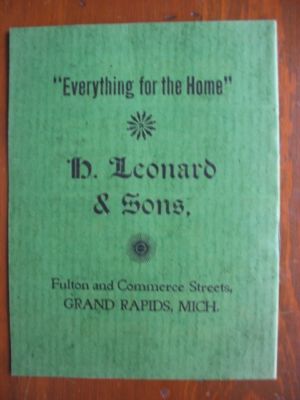 "Everything for the Home"
H. Leonard
& Sons,
Fulton and Commerce Streets,
GRAND RAPIDS, MICH.